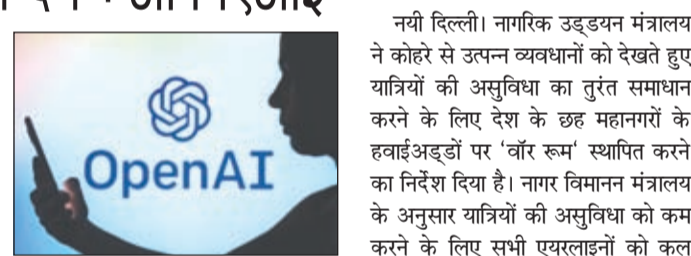 OpenAI
नयी दिल्ली। नागरिक उड्डयन मंत्रालय
ने कोहरे से उत्पन्न व्यवधानों को देखते हुए
यात्रियों की असुविधा का तुरंत समाधान
करने के लिए देश के छह महानगरों के
हवाईअड्डों पर 'वॉर रूम' स्थापित करने
का निर्देश दिया है। नागर विमानन मंत्रालय
के अनुसार यात्रियों की असुविधा को कम
करने के लिए सभी एयरलाइनों को कल